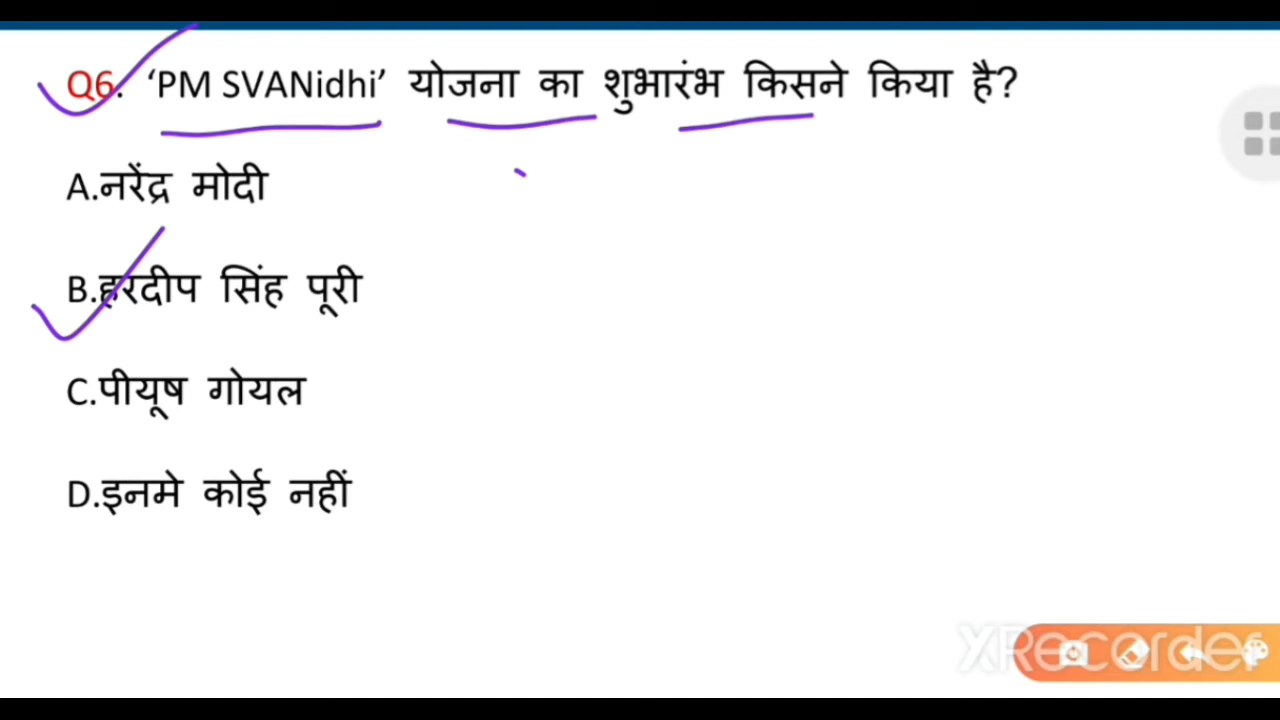 Q6. ‘PM SVANidhi’ योजना का शुभारंभ किसने किया है?
A.नरेंद्र मोदी
B.हरदीप सिंह पूरी
C.पीयूष गोयल
D.इनमे कोई नहीं
XRecorder